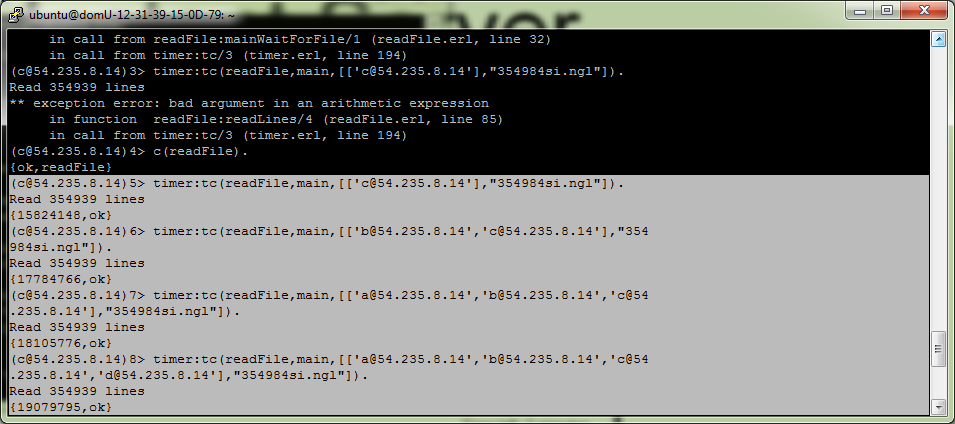 ubuntu@domU-12-31-39-15-0D-79: ~
in call from readFile:mainWaitForFile/1 (readFile.erl, line 32)
in call from timer:tc/3 (timer.erl, line 194)
(c@54.235.8.14)3> timer:tc(readFile,main,[['c@54.235.8.14'],"354984si.ngl"]).
Read 354939 lines
** exception error: bad argument in an arithmetic expression
in function  readFile:readLines/4 (readFile.erl, line 85)
in call from timer:tc/3 (timer.erl, line 194)
(c@54.235.8.14)4> c(readFile).
{ok,readFile}
(c@54.235.8.14)5> timer:tc(readFile,main,[['c@54.235.8.14'],"354984si.ngl"]).
Read 354939 lines
{15824148,ok}
(c@54.235.8.14)6> timer:tc(readFile,main,[['b@54.235.8.14','c@54.235.8.14'],"354
984si.ngl"]).
Read 354939 lines
{17784766,ok}
(c@54.235.8.14)7> timer:tc(readFile,main,[['a@54.235.8.14','b@54.235.8.14','c@54
.235.8.14'],"354984si.ngl"]).
Read 354939 lines
{18105776,ok}
(c@54.235.8.14)8> timer:tc(readFile,main,[['a@54.235.8.14','b@54.235.8.14','c@54
.235.8.14','d@54.235.8.14'],"354984si.ngl"]).
Read 354939 lines
{19079795,ok}